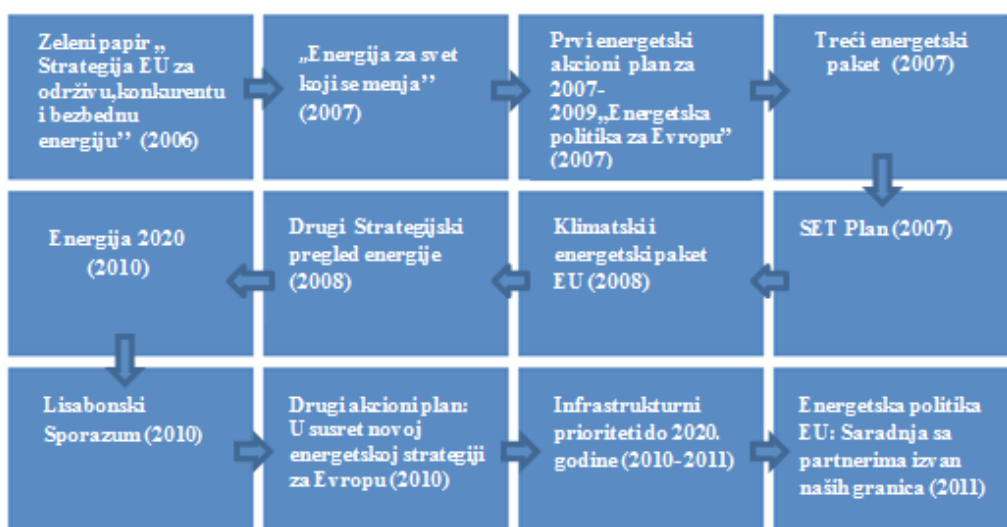 Zeleni papir „
Strategija EU za
održivu,konkurentu
i bezbednu
energiju’’ (2006)
„Energija za svet
koji se menja’’
(2007)
Prvi energetski
akcioni plan za
2007-
2009„Energetska
politika za Evropu”
(2007)
Treći energetski
paket (2007)
SET Plan (2007)
Klimatski i
energetski paket
EU (2008)
Drugi Strategijski
pregled energije
(2008)
Energija 2020
(2010)
Lisabonski
Sporazum (2010)
Drugi akcioni plan:
U susret novoj
energetskoj strategiji
za Evropu (2010)
Infrastrukturni
prioriteti do 2020.
godine (2010-2011)
Energetska politika
EU: Saradnja sa
partnerima izvan
naših granica (2011)